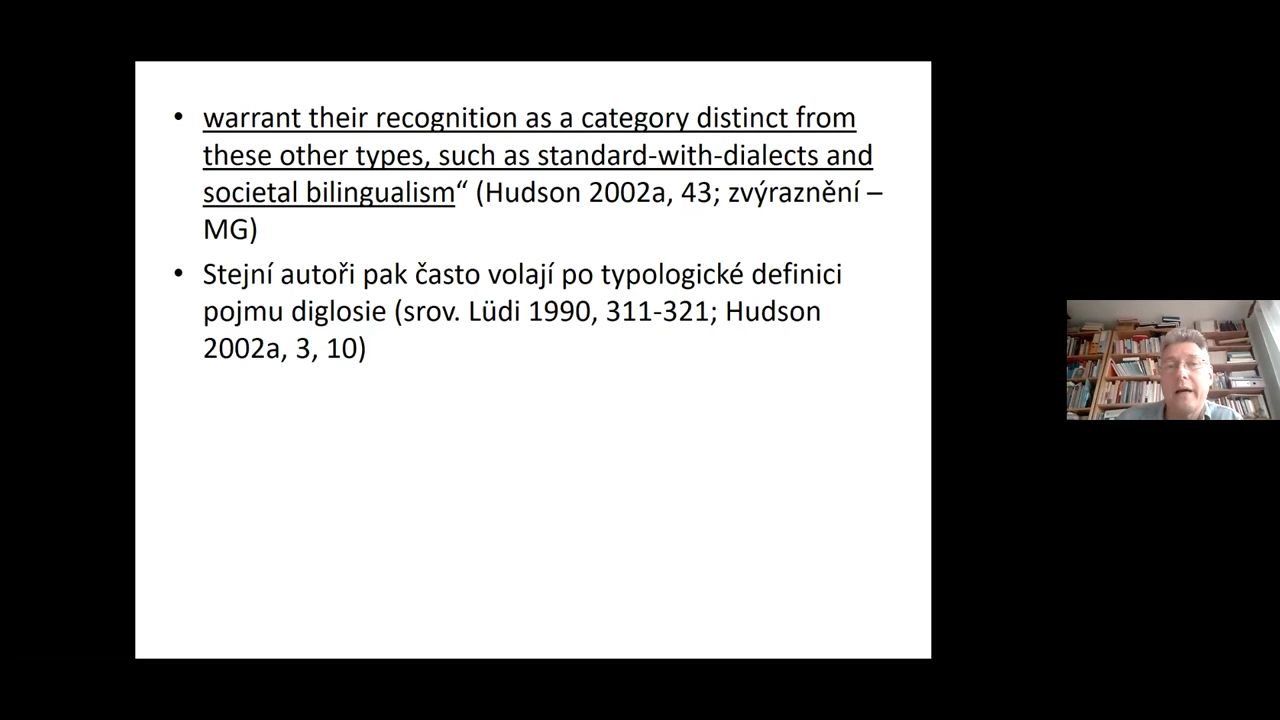 • warrant their recognition as a category distinct from
these other types, such as standard-with-dialects and
societal bilingualism“ (Hudson 2002a, 43; zvýraznění –
MG)
• Stejní autoři pak často volají po typologické definici
pojmu diglosie (srov. Lüdi 1990, 311-321; Hudson
2002a, 3, 10)